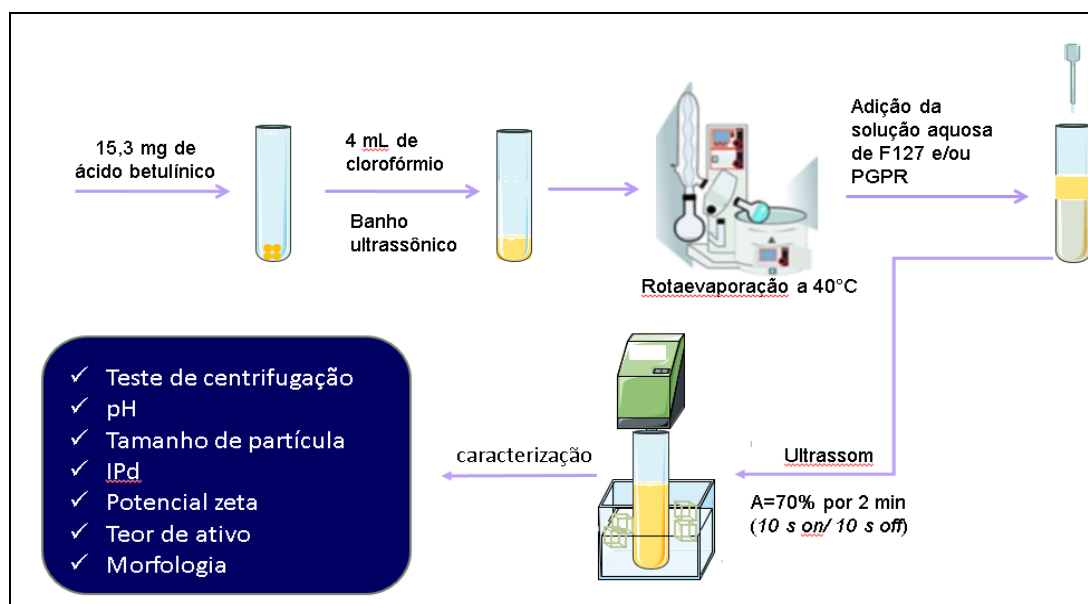 15,3 mg de
ácido betulínico
4 mL de
clorofórmio
Banho
ultrassônico
Rotaevaporação a 40°C
Adição da
solução aquosa
de F127 e/ou
PGPR
Ultrassom
A=70% por 2 min
(10 s on/ 10 s off)
caracterização
✓ Teste de centrifugação
✓ pH
✓ Tamanho de partícula
✓ IPd
✓ Potencial zeta
✓ Teor de ativo
✓ Morfologia